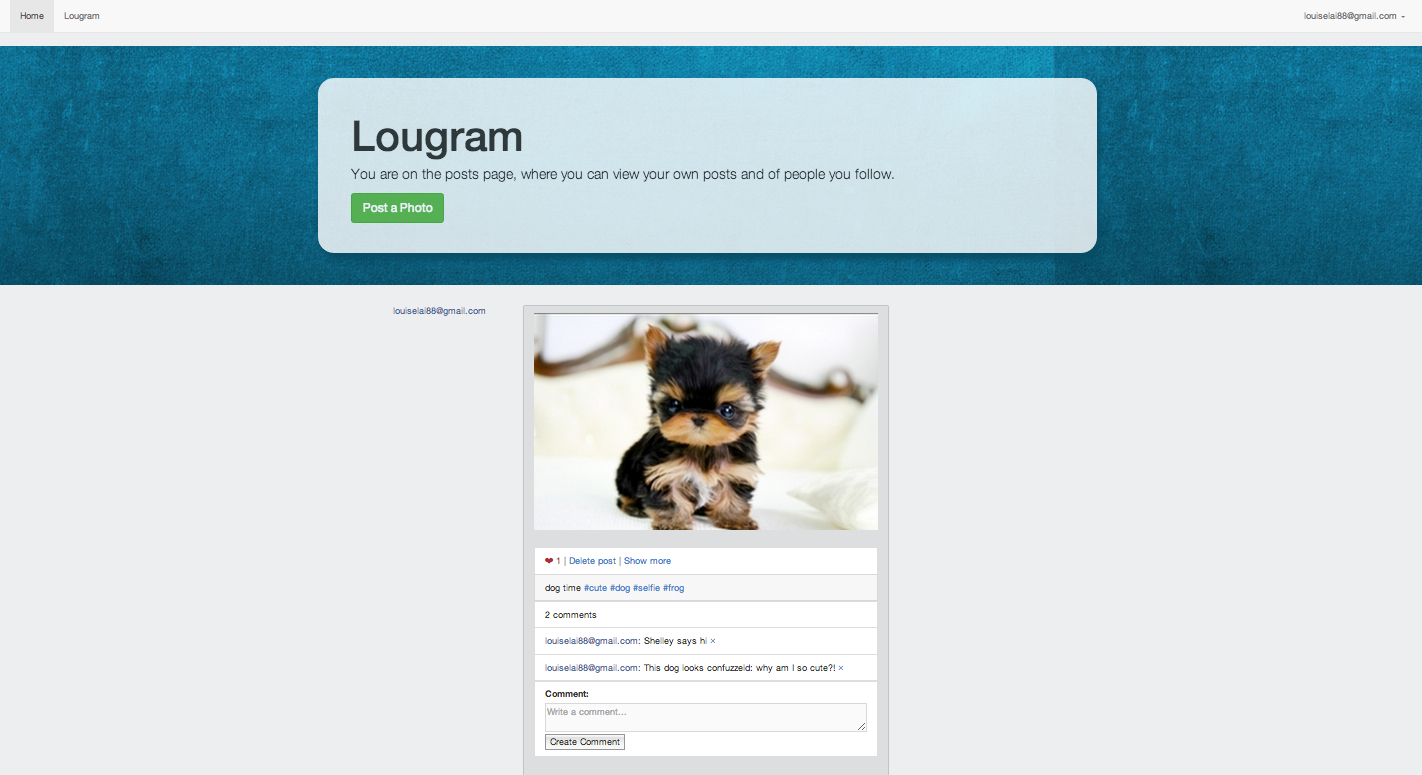 Home Lougram louiselai88@gmail.com
Lougram
You are on the posts page, where you can view your own posts and of people you follow.
Post a Photo
louiselai88@gmail.com
❤ 1 | Delete post | Show more
dog time #cute #dog #selfie #frog
2 comments
louiselai88@gmail.com: Shelley says hi ×
louiselai88@gmail.com: This dog looks confuzzeld: why am I so cute?! ×
Comment:
Write a comment...
Create Comment